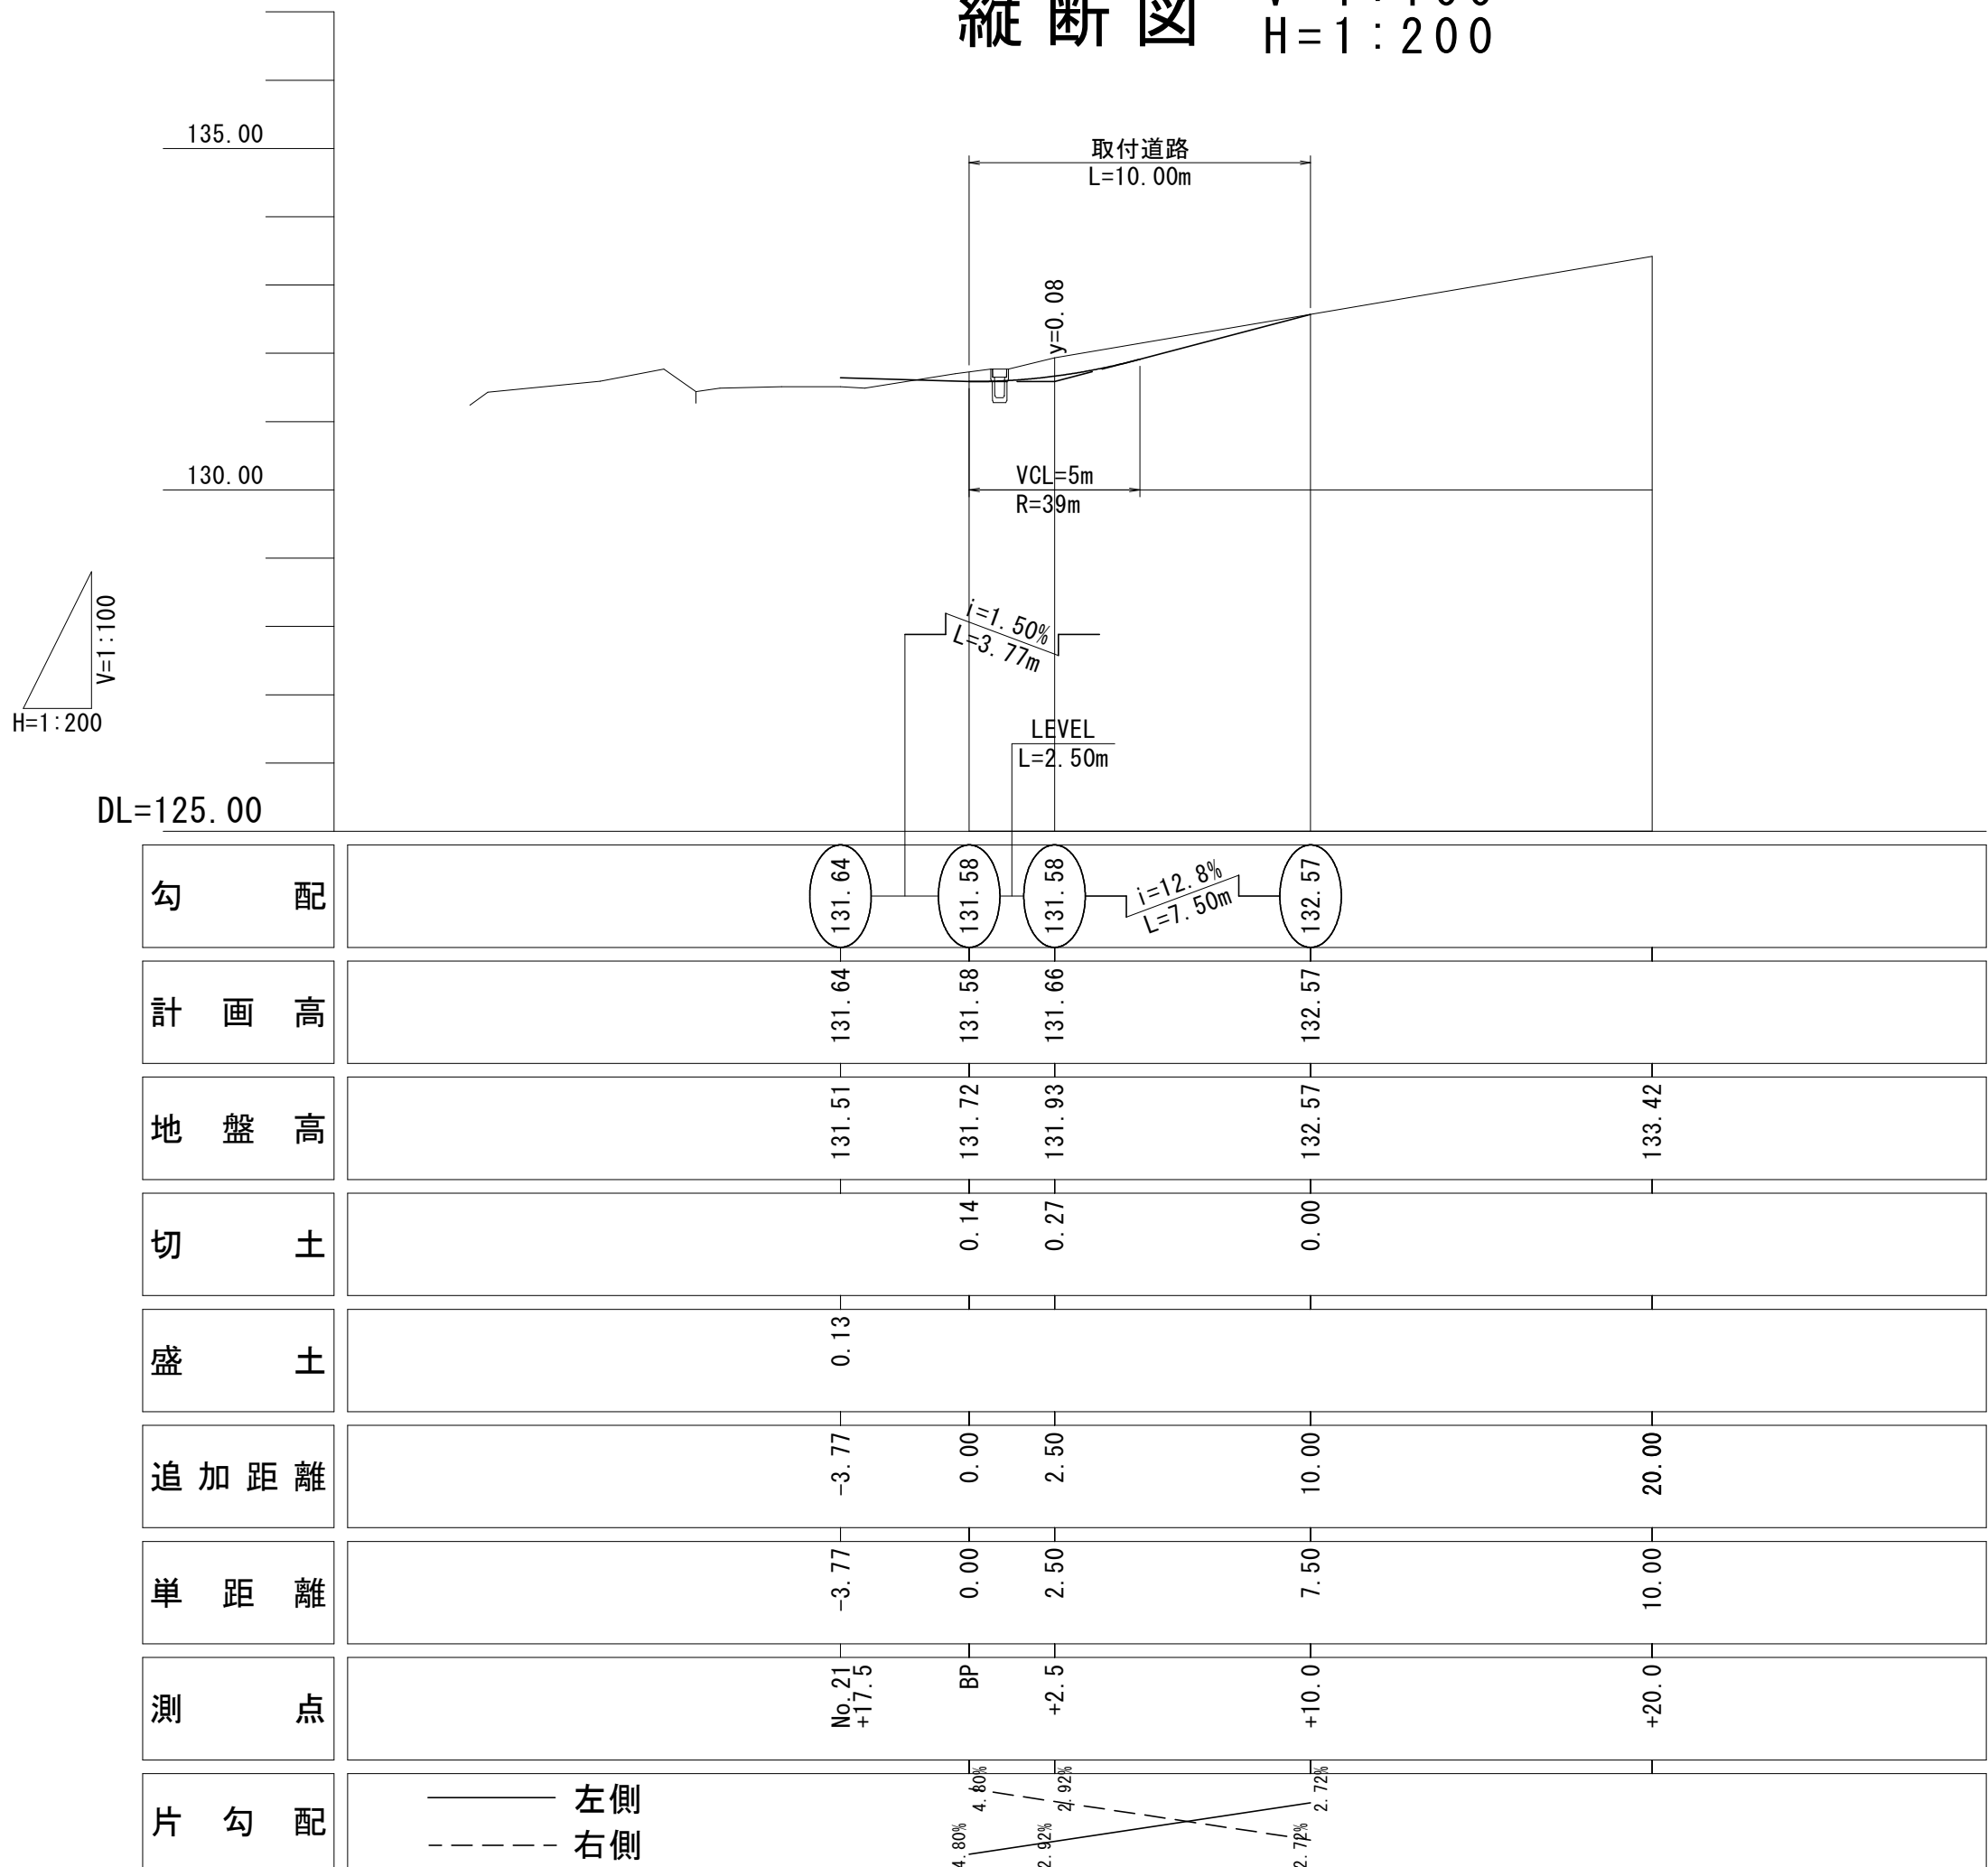 縦断図
H=1:200
135.00
取付道路
L=10.00m
y=0.08
130.00
VCL=5m
R=39m
V=1:100
H=1:200
i=1.50%
L=3.77m
LEVEL
L=2.50m
DL=125.00
勾配 131.64 131.58 131.58 i=12.8% L=7.50m 132.57
計画高 131.64 131.58 131.66 132.57
地盤高 131.51 131.72 131.93 132.57 133.42
切土 0.14 0.27 0.00
盛土 0.13
追加距離 -3.77 0.00 2.50 10.00 20.00
単距離 -3.77 0.00 2.50 7.50 10.00
測点 No.21 +17.5 BP +2.5 +10.0 +20.0
片勾配
左側
右側
4.80% 2.92% 2.72%
4.80% 2.92% 2.72%